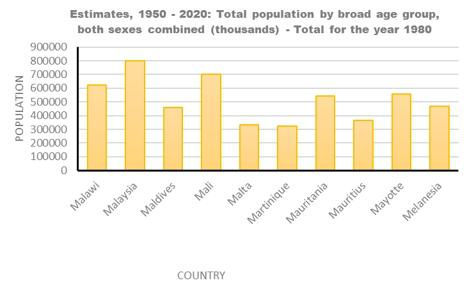 Estimates, 1950 - 2020: Total population by broad age group,
both sexes combined (thousands) - Total for the year 1980
POPULATION
900000
800000
700000
600000
500000
400000
300000
200000
100000
0
Malawi
Malaysia
Maldives
Mali
Malta
Martinique
Mauritania
Mauritius
Mayotte
Melanesia
COUNTRY